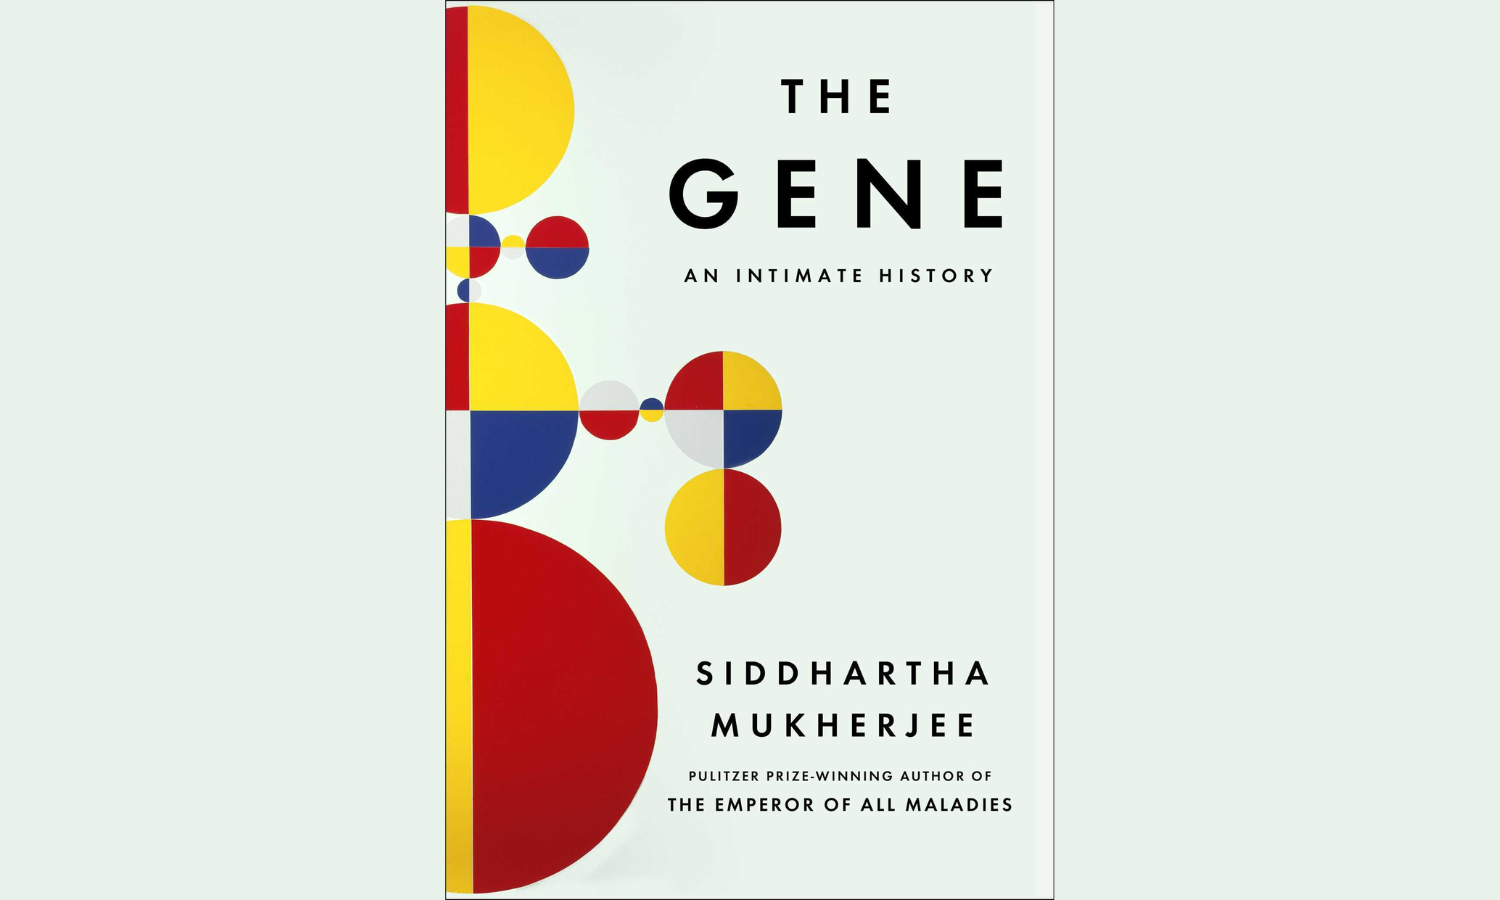 THE
GENE
AN INTIMATE HISTORY
SIDDHARTHA
MUKHERJEE
PULITZER PRIZE-WINNING AUTHOR OF
THE EMPEROR OF ALL MALADIES